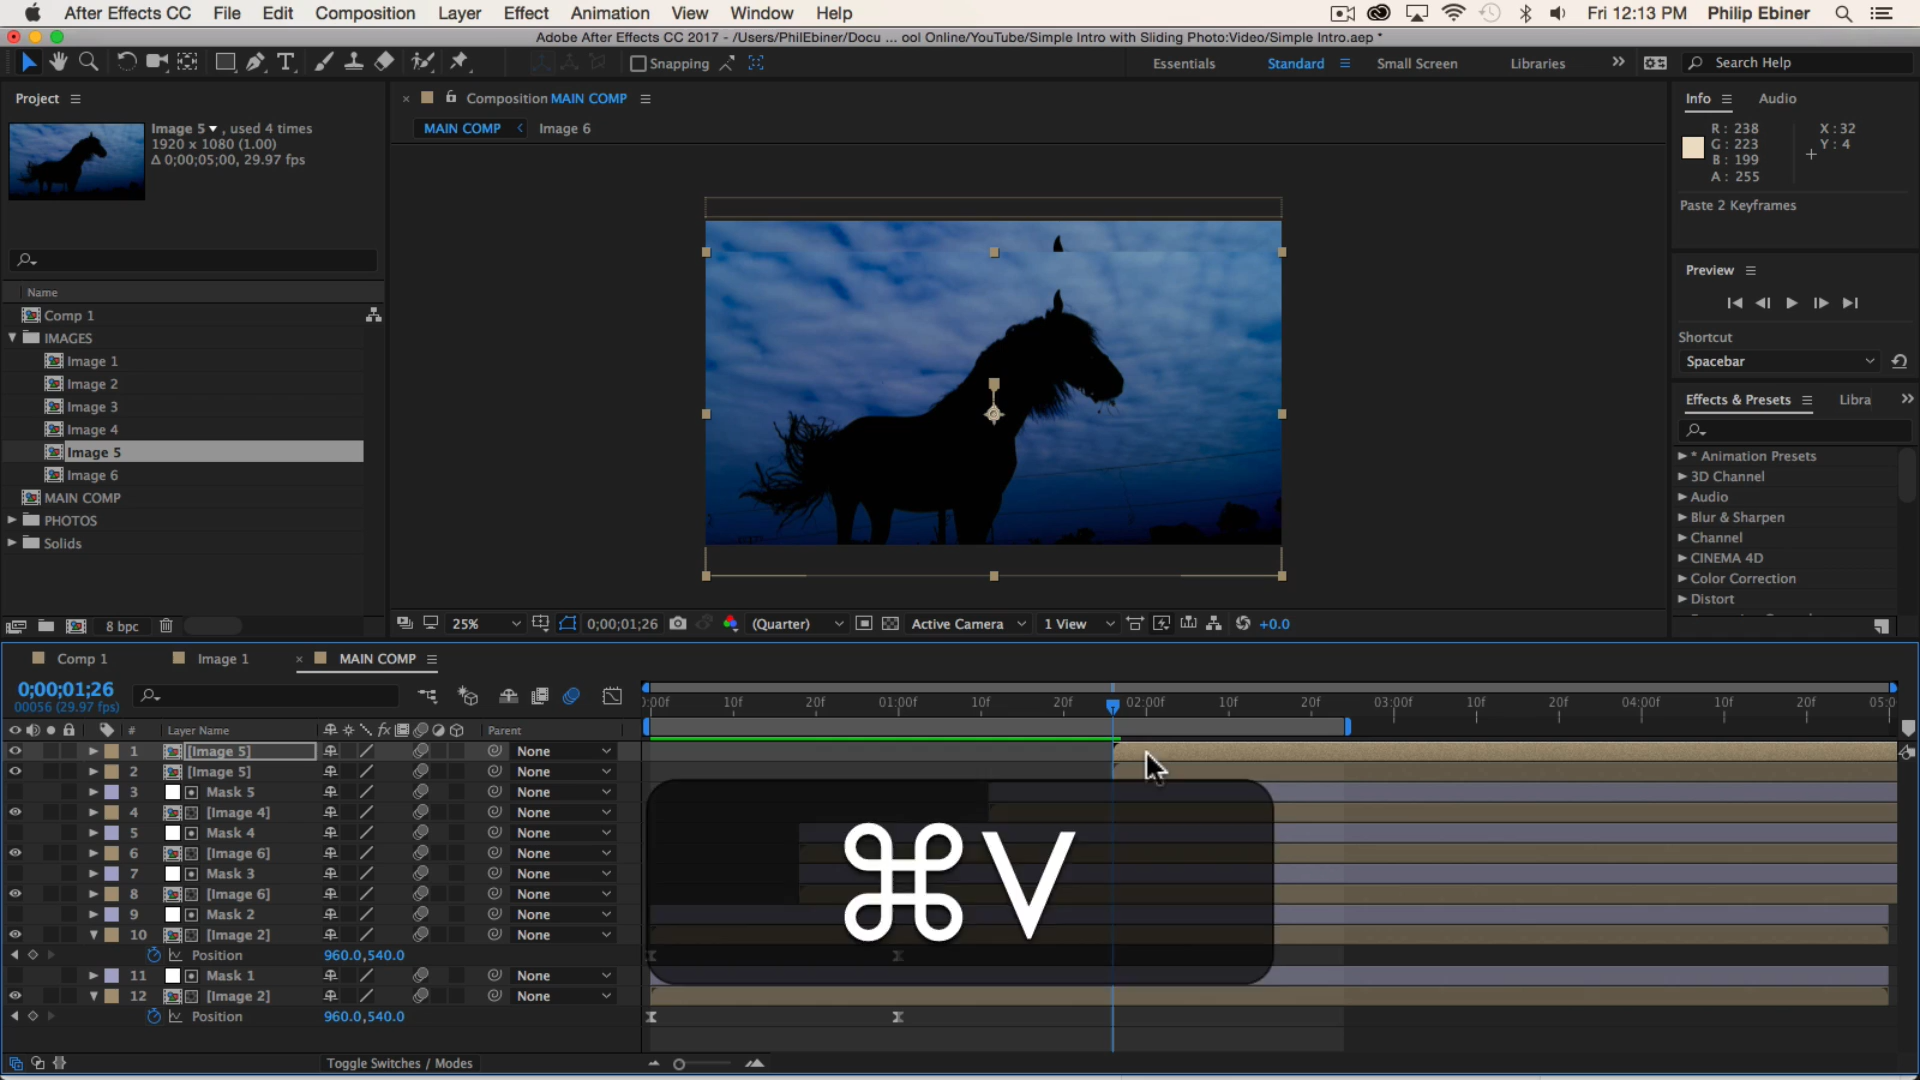 After Effects CC File Edit Composition Layer Effect Animation View Window Help Fri 12:13 PM Philip Ebiner
Adobe After Effects CC 2017 - /Users/PhilEbiner/Docu ... ool Online/YouTube/Simple Intro with Sliding Photo:Video/Simple Intro.aep *
Snapping Essentials Standard Small Screen Libraries Search Help
Project
Image 5 , used 4 times
1920 x 1080 (1.00)
Δ 0;00;05;00, 29.97 fps
Name
Comp 1
IMAGES
Image 1
Image 2
Image 3
Image 4
Image 5
Image 6
MAIN COMP
PHOTOS
Solids
8 bpc
Composition MAIN COMP
MAIN COMP Image 6
25% 0;00;01;26 (Quarter) Active Camera 1 View +0.0
Info Audio
R: 238 X: 32
G: 223 Y: 4
B: 199
A: 255
Paste 2 Keyframes
Preview
Shortcut
Spacebar
Effects & Presets Libra
* Animation Presets
3D Channel
Audio
Blur & Sharpen
Channel
CINEMA 4D
Color Correction
Distort
Comp 1 Image 1 MAIN COMP
0;00;01;26
00056 (29.97 fps)
):00f 10f 20f 01:00f 10f 20f 02:00f 10f 20f 03:00f 10f 20f 04:00f 10f 20f 05:0
# Layer Name Parent
1 [Image 5] None
2 [Image 5] None
3 Mask 5 None
4 [Image 4] None
5 Mask 4 None
6 [Image 6] None
7 Mask 3 None
8 [Image 6] None
9 Mask 2 None
10 [Image 2] None
Position 960.0,540.0
11 Mask 1 None
12 [Image 2] None
Position 960.0,540.0
Toggle Switches / Modes
⌘V